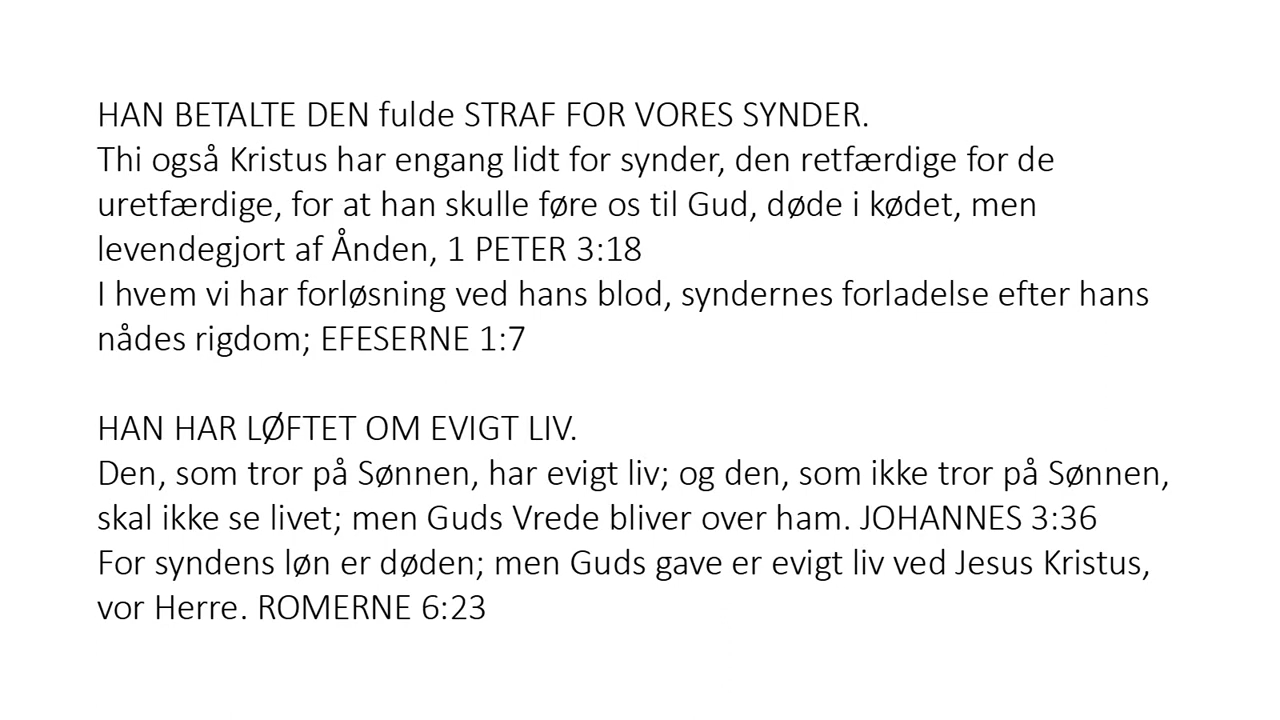 HAN BETALTE DEN fulde STRAF FOR VORES SYNDER.
Thi også Kristus har engang lidt for synder, den retfærdige for de
uretfærdige, for at han skulle føre os til Gud, døde i kødet, men
levendegjort af Ånden, 1 PETER 3:18
I hvem vi har forløsning ved hans blod, syndernes forladelse efter hans
nådes rigdom; EFESERNE 1:7
HAN HAR LØFTET OM EVIGT LIV.
Den, som tror på Sønnen, har evigt liv; og den, som ikke tror på Sønnen,
skal ikke se livet; men Guds Vrede bliver over ham. JOHANNES 3:36
For syndens løn er døden; men Guds gave er evigt liv ved Jesus Kristus,
vor Herre. ROMERNE 6:23